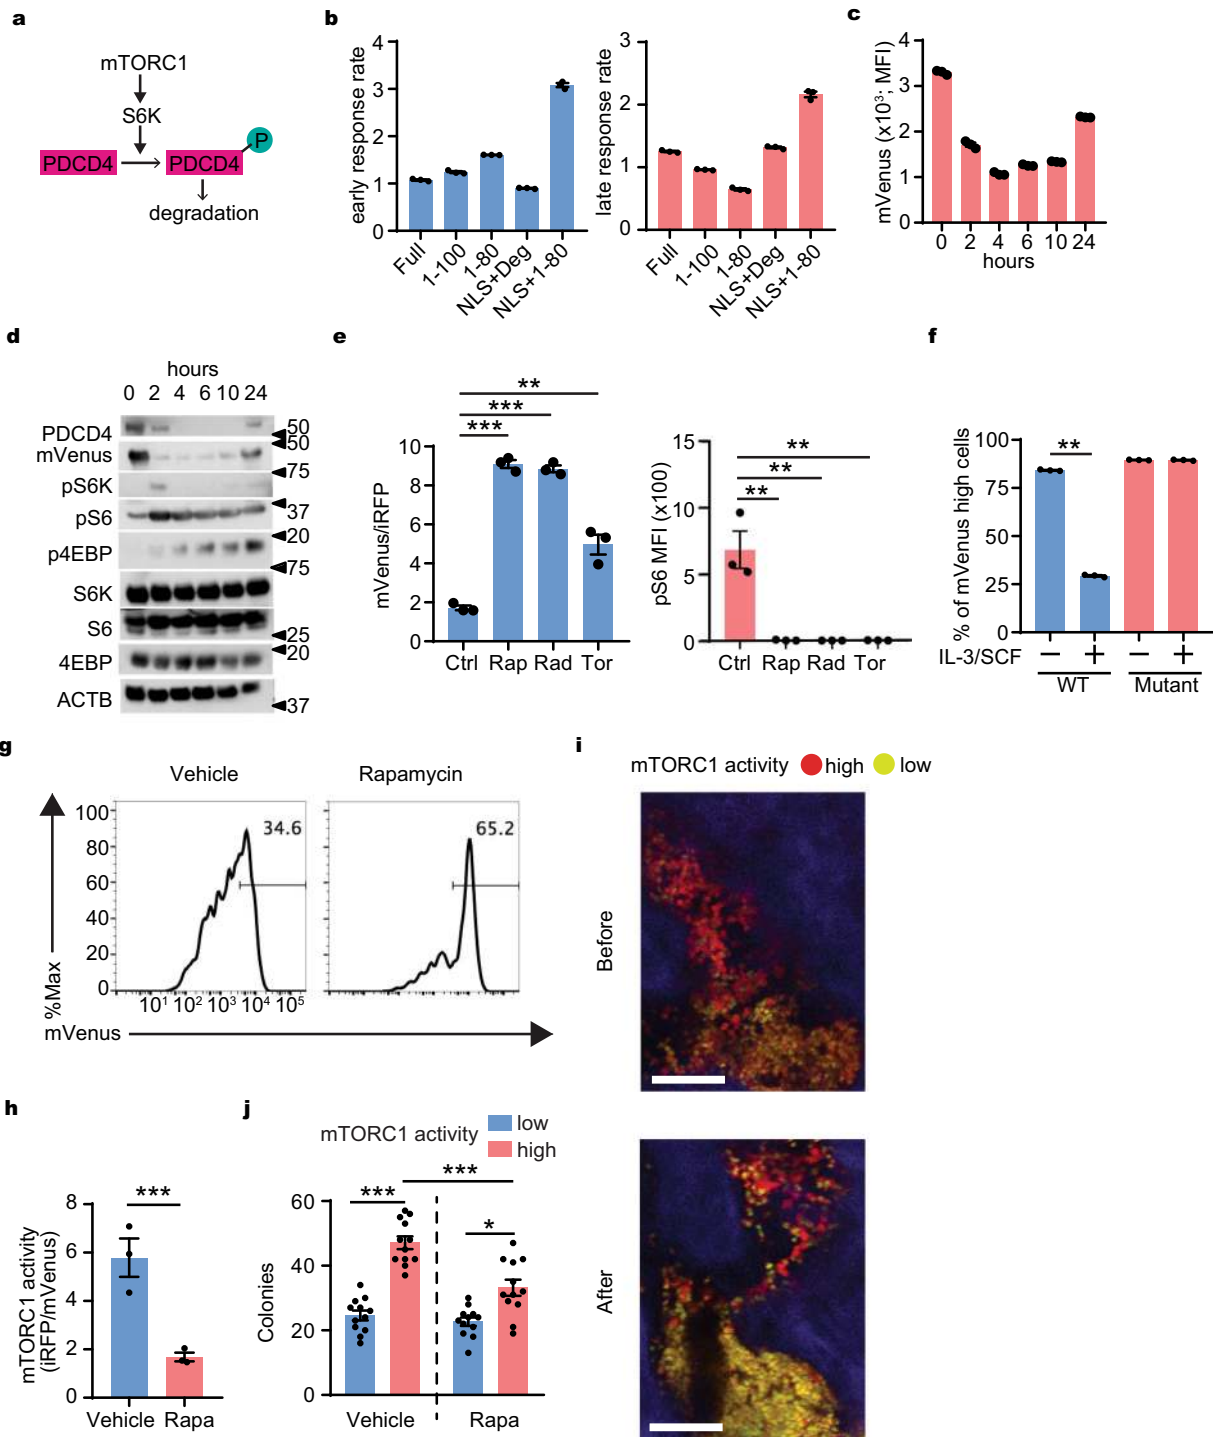 a
mTORC1
S6K
PDCD4
PDCD4
P
degradation
b
early response rate
4
3
2
1
0
Full
1-100
1-80
NLS+Deg
NLS+1-80
late response rate
3
2
1
0
Full
1-100
1-80
NLS+Deg
NLS+1-80
c
mVenus (x10³; MFI)
4
3
2
1
0
0 2 4 6 10 24
hours
d
hours
0 2 4 6 10 24
PDCD4
50
50
mVenus
75
pS6K
37
pS6
20
p4EBP
75
S6K
S6
25
20
4EBP
ACTB
37
e
**
***
***
mVenus/iRFP
10
8
6
4
2
0
Ctrl Rap Rad Tor
pS6 MFI (x100)
15
10
5
0
**
**
**
Ctrl Rap Rad Tor
f
% of mVenus high cells
100
75
50
25
0
**
IL-3/SCF − + − +
WT Mutant
g
Vehicle Rapamycin
%Max
100
80
60
40
20
0
34.6
65.2
10¹ 10² 10³ 10⁴ 10⁵
mVenus
h
mTORC1 activity
(iRFP/mVenus)
8
6
4
2
0
***
Vehicle Rapa
i
mTORC1 activity high low
Before
After
j
mTORC1 activity
low
high
Colonies
60
40
20
0
***
***
*
Vehicle Rapa